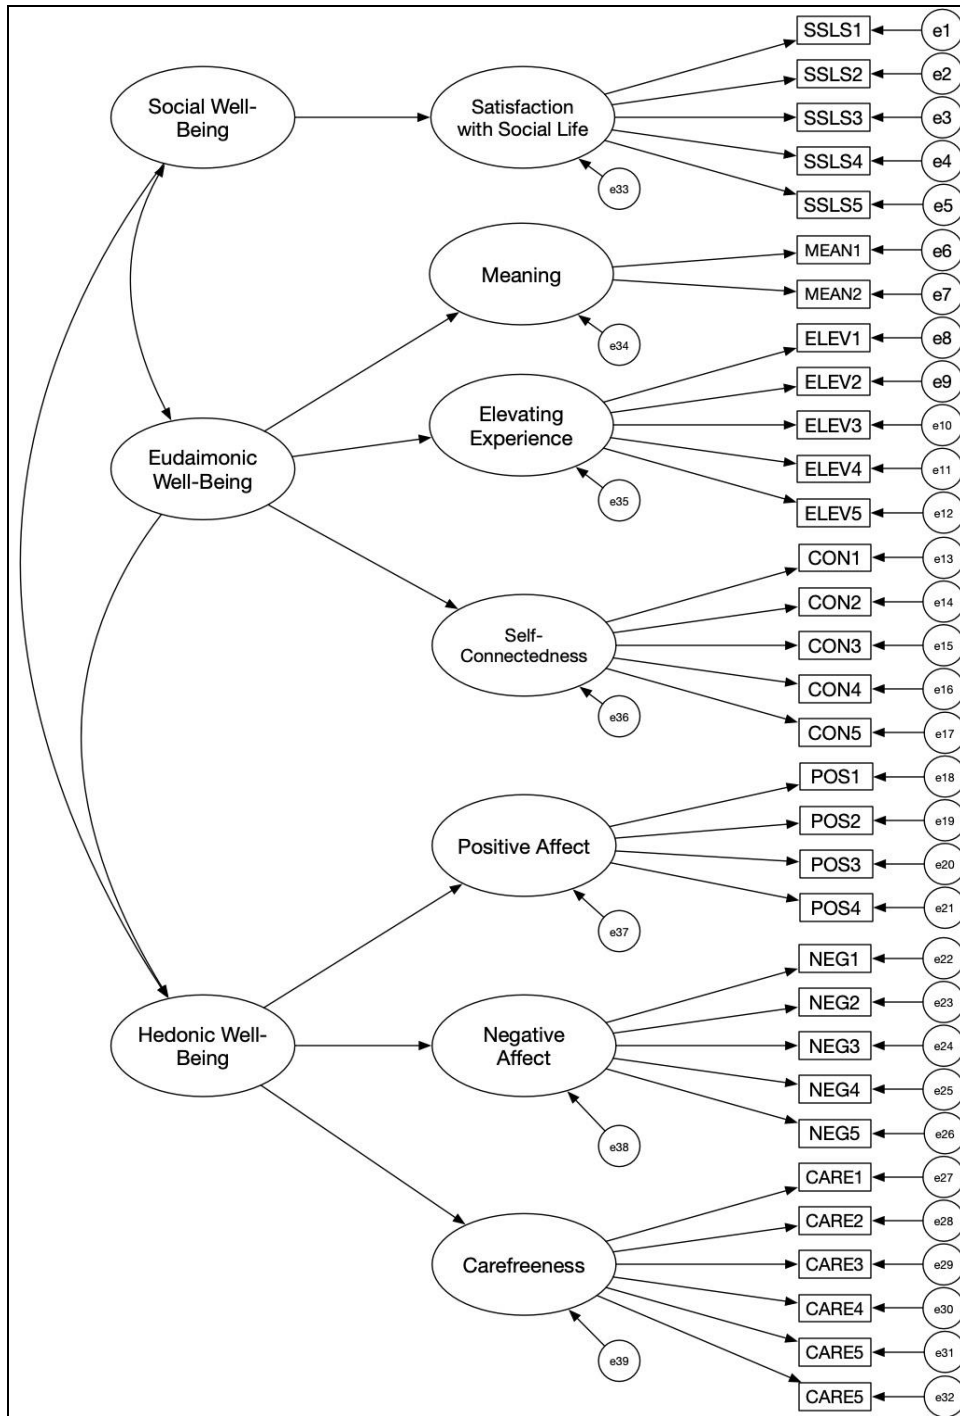 SSLS1
e1
SSLS2
e2
SSLS3
e3
SSLS4
e4
SSLS5
e5
Social Well-
Being
Satisfaction
with Social Life
e33
MEAN1
e6
MEAN2
e7
Meaning
e34
ELEV1
e8
ELEV2
e9
ELEV3
e10
ELEV4
e11
ELEV5
e12
Elevating
Experience
e35
Eudaimonic
Well-Being
CON1
e13
CON2
e14
CON3
e15
CON4
e16
CON5
e17
Self-
Connectedness
e36
POS1
e18
POS2
e19
POS3
e20
POS4
e21
Positive Affect
e37
NEG1
e22
NEG2
e23
NEG3
e24
NEG4
e25
NEG5
e26
Hedonic Well-
Being
Negative
Affect
e38
CARE1
e27
CARE2
e28
CARE3
e29
CARE4
e30
CARE5
e31
CARE5
e32
Carefreeness
e39